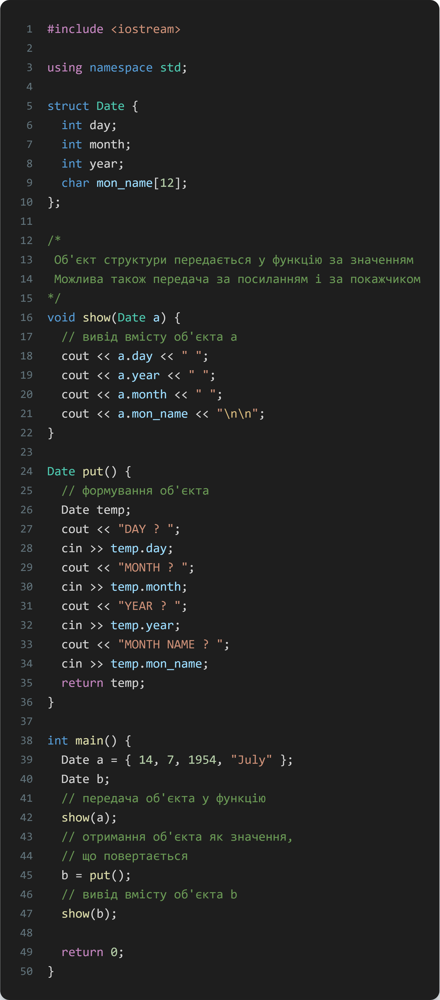 1 #include <iostream>
2
3 using namespace std;
4
5 struct Date {
6   int day;
7   int month;
8   int year;
9   char mon_name[12];
10 };
11
12 /*
13  Об'єкт структури передається у функцію за значенням
14  Можлива також передача за посиланням і за покажчиком
15 */
16 void show(Date a) {
17   // вивід вмісту об'єкта a
18   cout << a.day << " ";
19   cout << a.year << " ";
20   cout << a.month << " ";
21   cout << a.mon_name << "\n\n";
22 }
23
24 Date put() {
25   // формування об'єкта
26   Date temp;
27   cout << "DAY ? ";
28   cin >> temp.day;
29   cout << "MONTH ? ";
30   cin >> temp.month;
31   cout << "YEAR ? ";
32   cin >> temp.year;
33   cout << "MONTH NAME ? ";
34   cin >> temp.mon_name;
35   return temp;
36 }
37
38 int main() {
39   Date a = { 14, 7, 1954, "July" };
40   Date b;
41   // передача об'єкта у функцію
42   show(a);
43   // отримання об'єкта як значення,
44   // що повертається
45   b = put();
46   // вивід вмісту об'єкта b
47   show(b);
48
49   return 0;
50 }